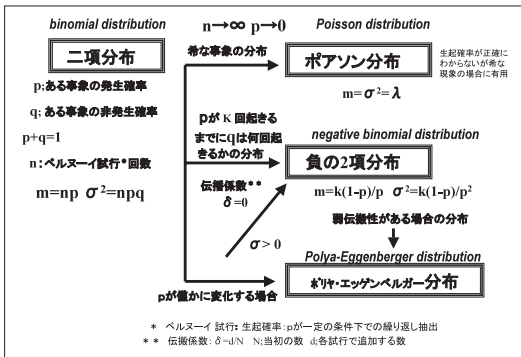 binomial distribution
n→∞ p→0
Poisson distribution
二項分布
希な事象の分布
ポアソン分布
生起確率が正確に
わからないが希な
現象の場合に有用
p;ある事象の発生確率
q; ある事象の非発生確率
p+q=1
n:ベルヌーイ試行*回数
m=np σ²=npq
m=σ²=λ
pが K 回起きる
までにqは何回起
きるかの分布
negative binomial distribution
負の2項分布
m=k(1-p)/p σ²=k(1-p)/p²
伝播係数**
δ=0
弱伝搬性がある場合の分布
σ>0
Polya-Eggenberger distribution
ポリヤ・エッゲンベルガー分布
pが僅かに変化する場合
* ベルヌーイ試行: 生起確率:pが一定の条件下での繰り返し抽出
** 伝搬係数: δ=d/N N;当初の数 d;各試行で追加する数